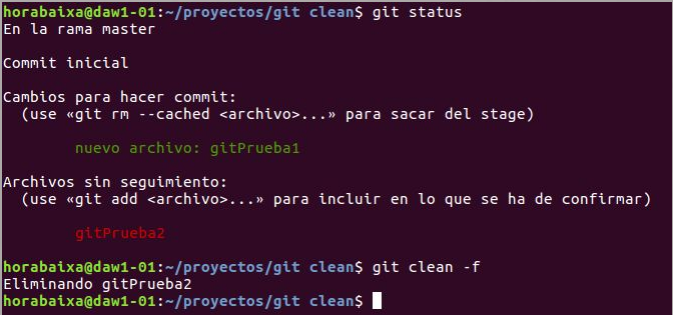 horabaixa@daw1-01:~/proyectos/git clean$ git status
En la rama master
Commit inicial
Cambios para hacer commit:
(use «git rm --cached <archivo>...» para sacar del stage)
nuevo archivo: gitPrueba1
Archivos sin seguimiento:
(use «git add <archivo>...» para incluir en lo que se ha de confirmar)
gitPrueba2
horabaixa@daw1-01:~/proyectos/git clean$ git clean -f
Eliminando gitPrueba2
horabaixa@daw1-01:~/proyectos/git clean$